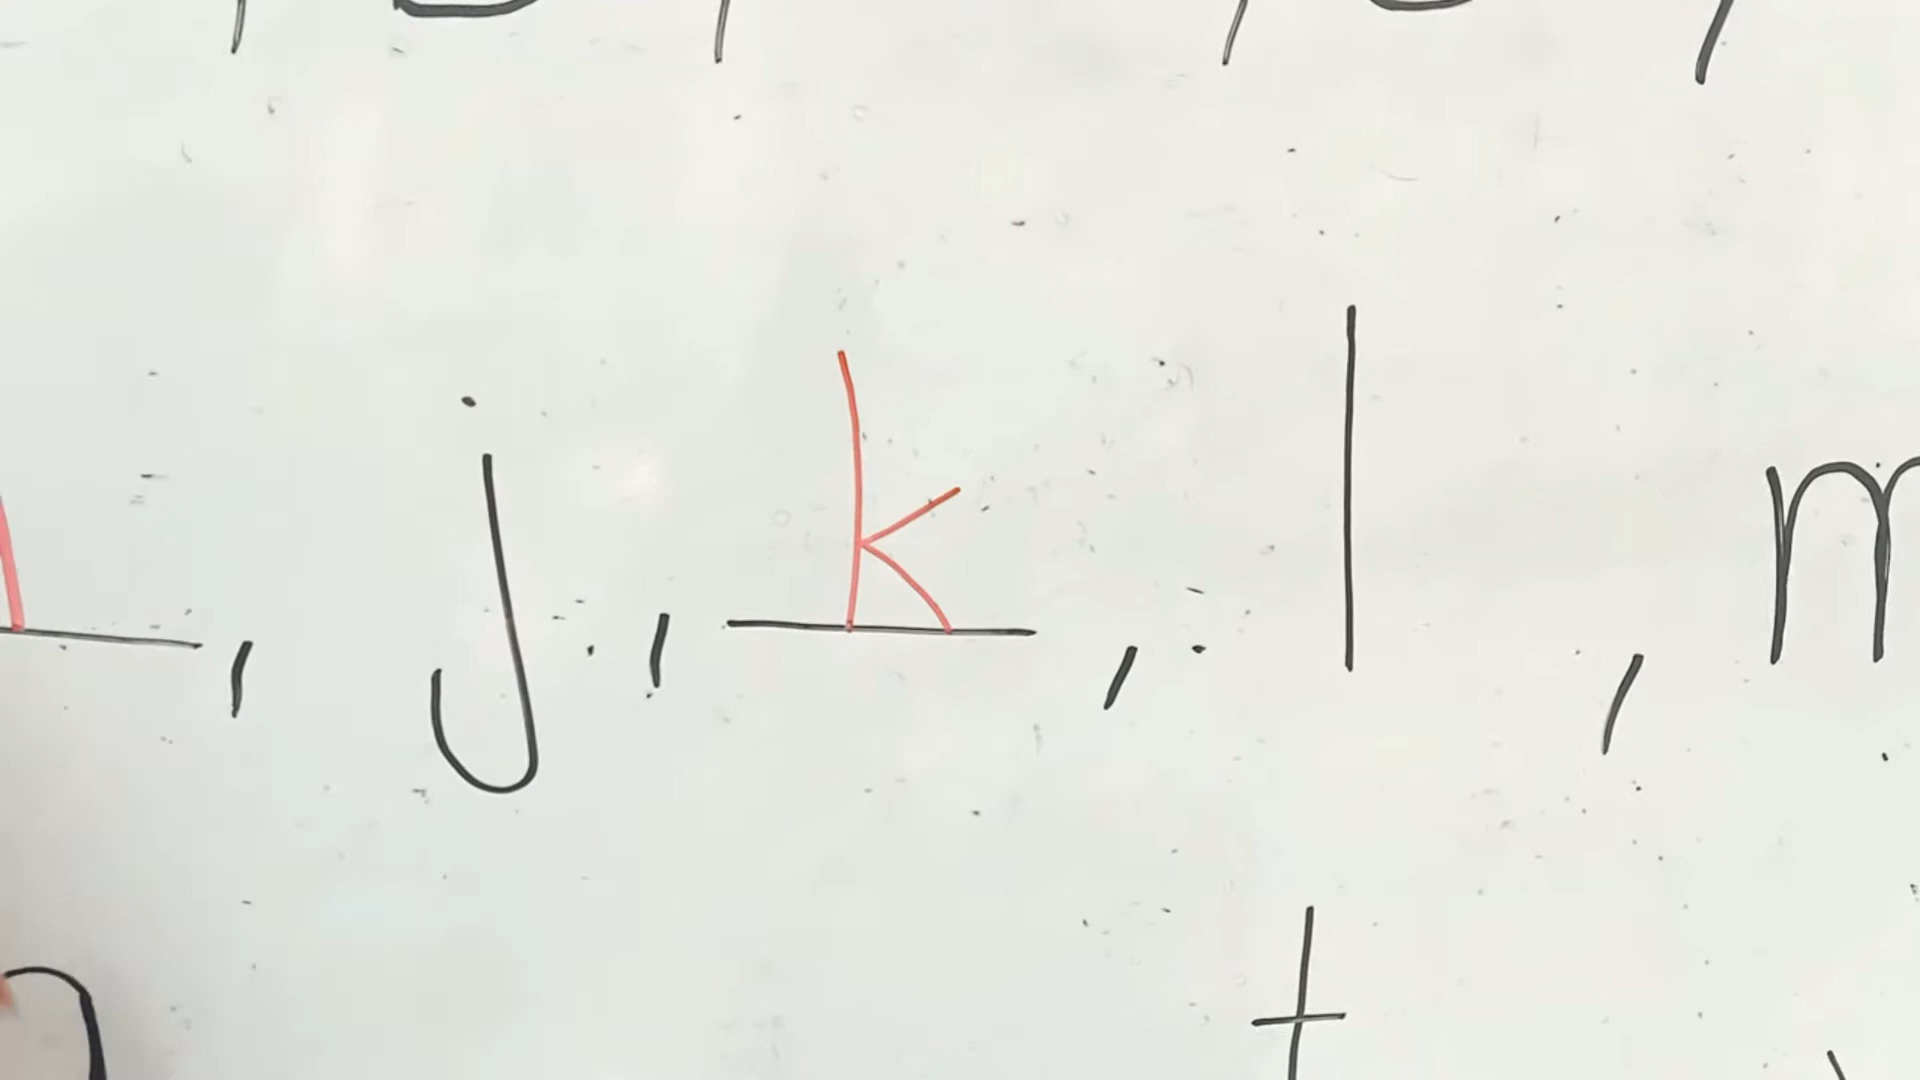 , j, k, l, m
t